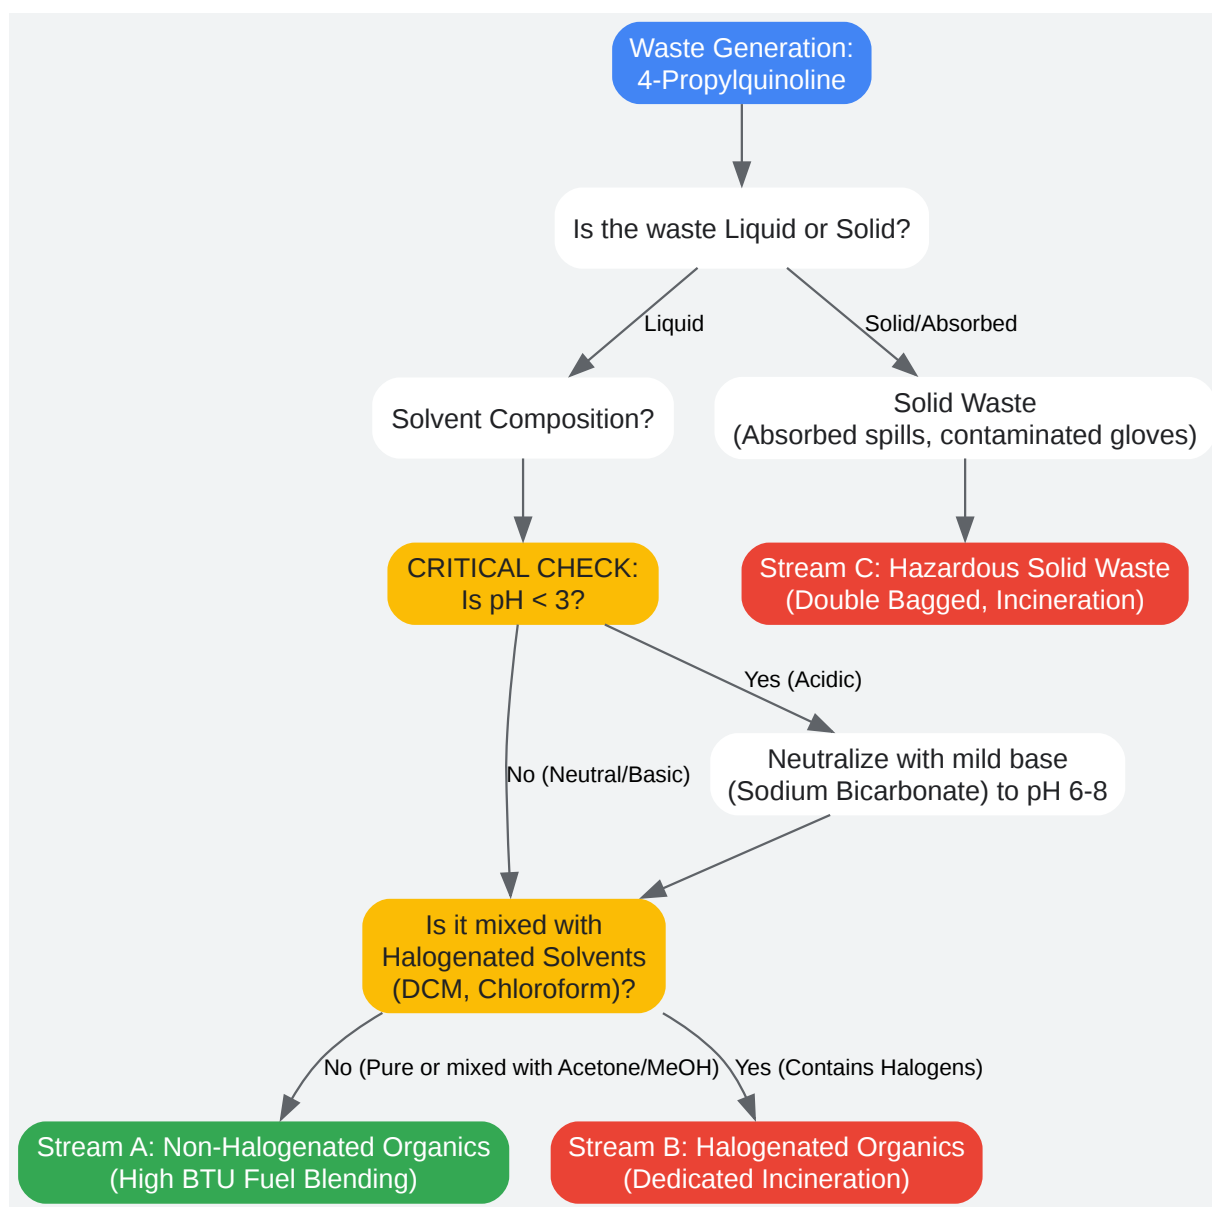 Waste Generation:
4-Propylquinoline
Is the waste Liquid or Solid?
Liquid
Solid/Absorbed
Solvent Composition?
Solid Waste
(Absorbed spills, contaminated gloves)
CRITICAL CHECK:
Is pH < 3?
Stream C: Hazardous Solid Waste
(Double Bagged, Incineration)
Yes (Acidic)
No (Neutral/Basic)
Neutralize with mild base
(Sodium Bicarbonate) to pH 6-8
Is it mixed with
Halogenated Solvents
(DCM, Chloroform)?
No (Pure or mixed with Acetone/MeOH)
Yes (Contains Halogens)
Stream A: Non-Halogenated Organics
(High BTU Fuel Blending)
Stream B: Halogenated Organics
(Dedicated Incineration)